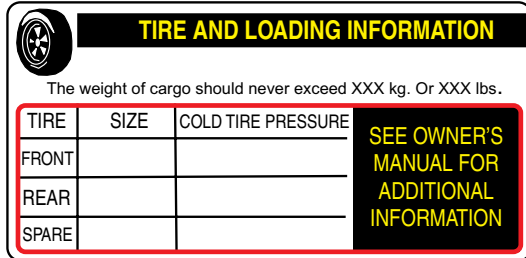 TIRE AND LOADING INFORMATION
The weight of cargo should never exceed XXX kg. Or XXX lbs.
TIRE SIZE COLD TIRE PRESSURE
FRONT
REAR
SPARE
SEE OWNER'S
MANUAL FOR
ADDITIONAL
INFORMATION